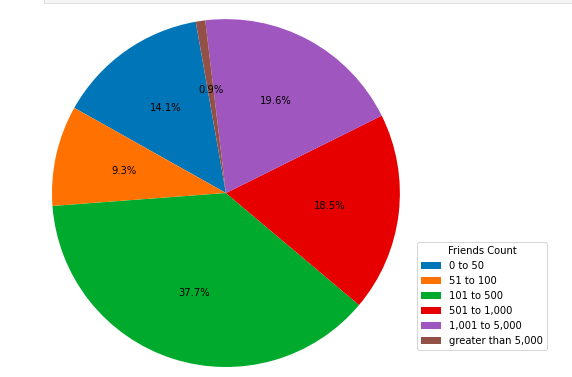 0.9%
19.6%
14.1%
9.3%
18.5%
37.7%
Friends Count
0 to 50
51 to 100
101 to 500
501 to 1,000
1,001 to 5,000
greater than 5,000